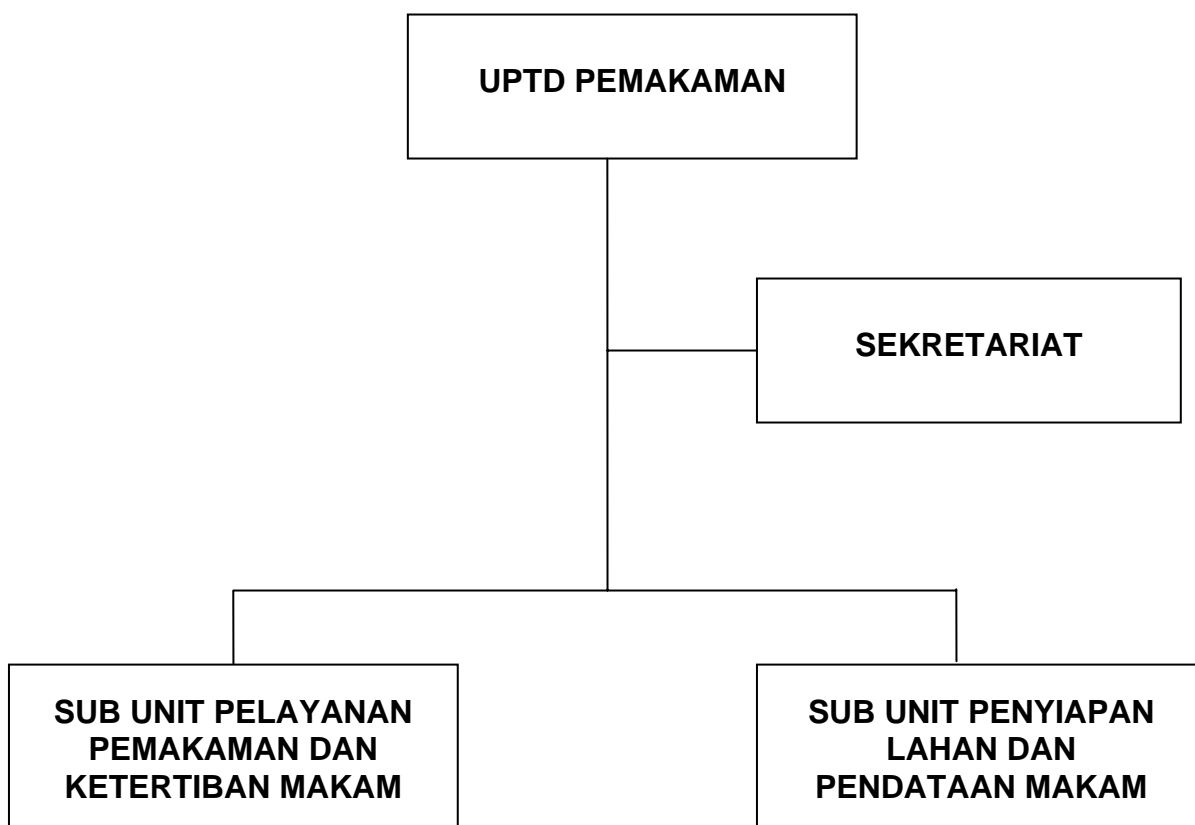 UPTD PEMAKAMAN
SEKRETARIAT
SUB UNIT PELAYANAN
PEMAKAMAN DAN
KETERTIBAN MAKAM
SUB UNIT PENYIAPAN
LAHAN DAN
PENDATAAN MAKAM